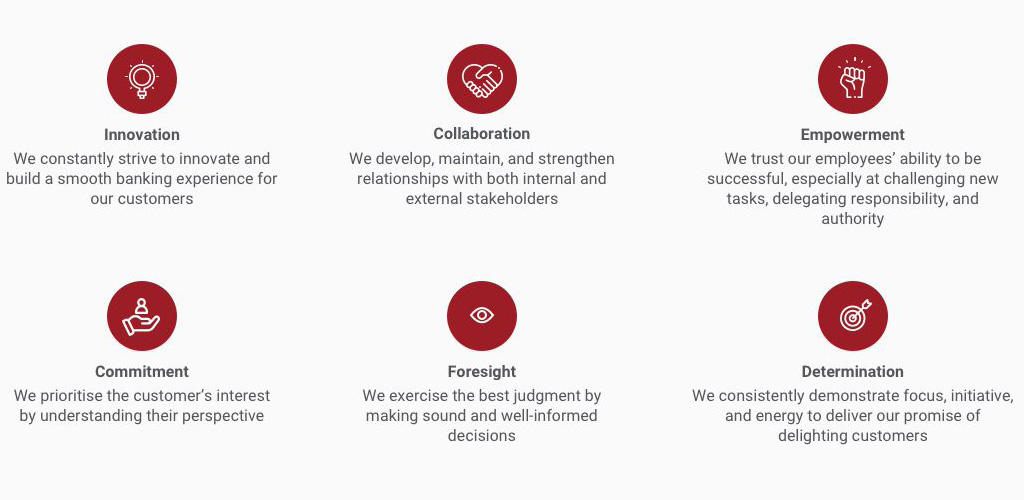 Innovation
We constantly strive to innovate and
build a smooth banking experience for
our customers
Collaboration
We develop, maintain, and strengthen
relationships with both internal and
external stakeholders
Empowerment
We trust our employees’ ability to be
successful, especially at challenging new
tasks, delegating responsibility, and
authority
Commitment
We prioritise the customer’s interest
by understanding their perspective
Foresight
We exercise the best judgment by
making sound and well-informed
decisions
Determination
We consistently demonstrate focus, initiative,
and energy to deliver our promise of
delighting customers